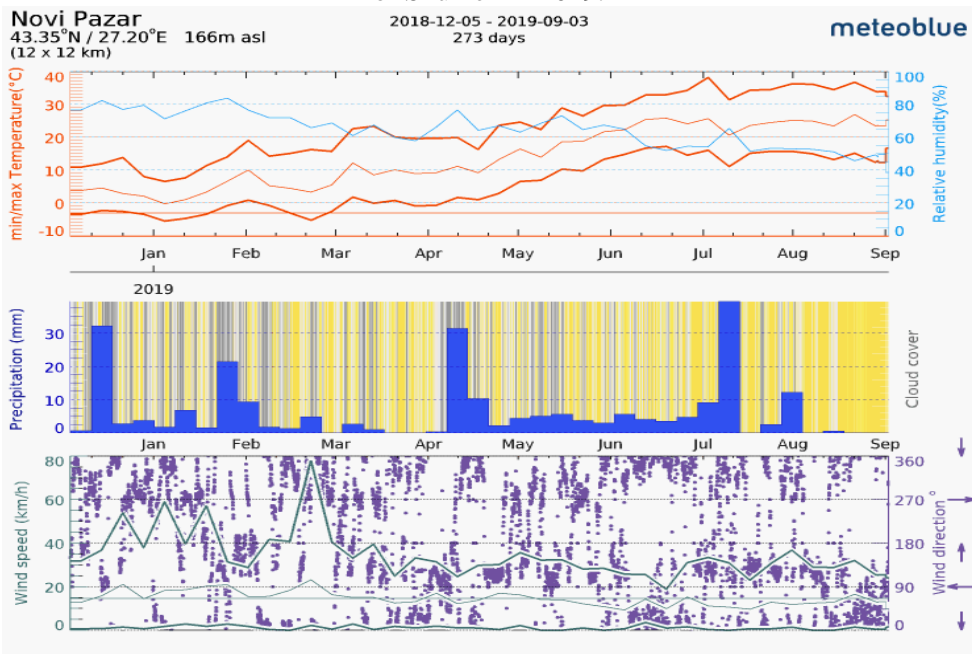 Novi Pazar
43.35°N / 27.20°E 166m asl
(12 x 12 km)
2018-12-05 - 2019-09-03
273 days
meteoblue
min/max Temperature(°C)
40
30
20
10
0
-10
100
80
60
40
20
0
Relative humidity(%)
Jan Feb Mar Apr May Jun Jul Aug Sep
2019
Precipitation (mm)
30
20
10
0
Cloud cover
Jan Feb Mar Apr May Jun Jul Aug Sep
Wind speed (km/h)
80
60
40
20
0
360
270
180
90
0
Wind direction °